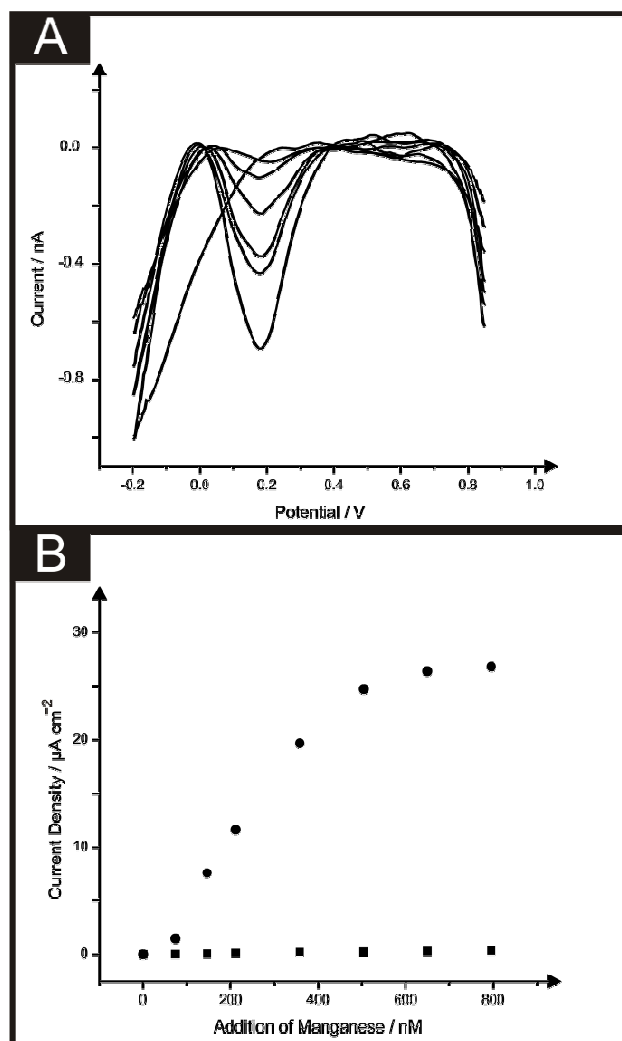 A
0.0
-0.4
-0.8
Current / nA
-0.2 0.0 0.2 0.4 0.6 0.8 1.0
Potential / V
B
30
20
10
0
Current Density / µA cm⁻²
0 200 400 600 800
Addition of Manganese / nM